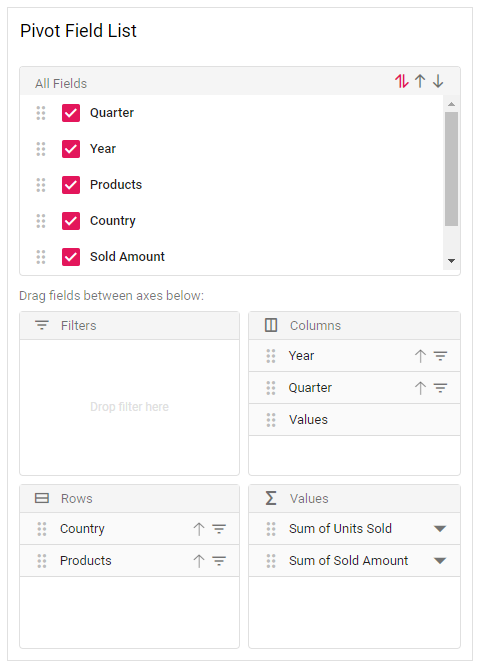 Pivot Field List
All Fields
Quarter
Year
Products
Country
Sold Amount
Drag fields between axes below:
Filters
Drop filter here
Columns
Year
Quarter
Values
Rows
Country
Products
Values
Sum of Units Sold
Sum of Sold Amount